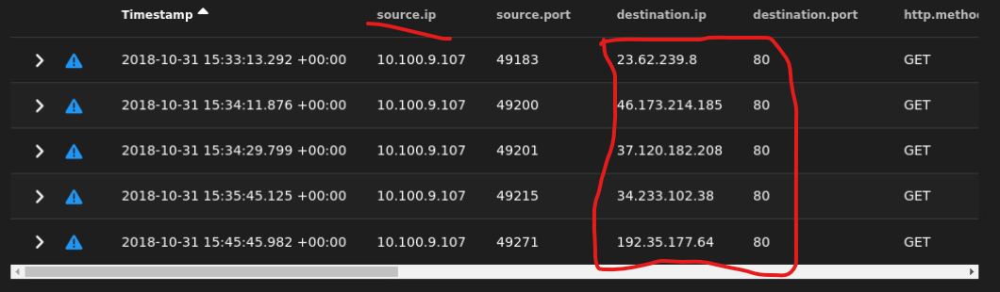 Timestamp source.ip source.port destination.ip destination.port http.metho
2018-10-31 15:33:13.292 +00:00 10.100.9.107 49183 23.62.239.8 80 GET
2018-10-31 15:34:11.876 +00:00 10.100.9.107 49200 46.173.214.185 80 GET
2018-10-31 15:34:29.799 +00:00 10.100.9.107 49201 37.120.182.208 80 GET
2018-10-31 15:35:45.125 +00:00 10.100.9.107 49215 34.233.102.38 80 GET
2018-10-31 15:45:45.982 +00:00 10.100.9.107 49271 192.35.177.64 80 GET